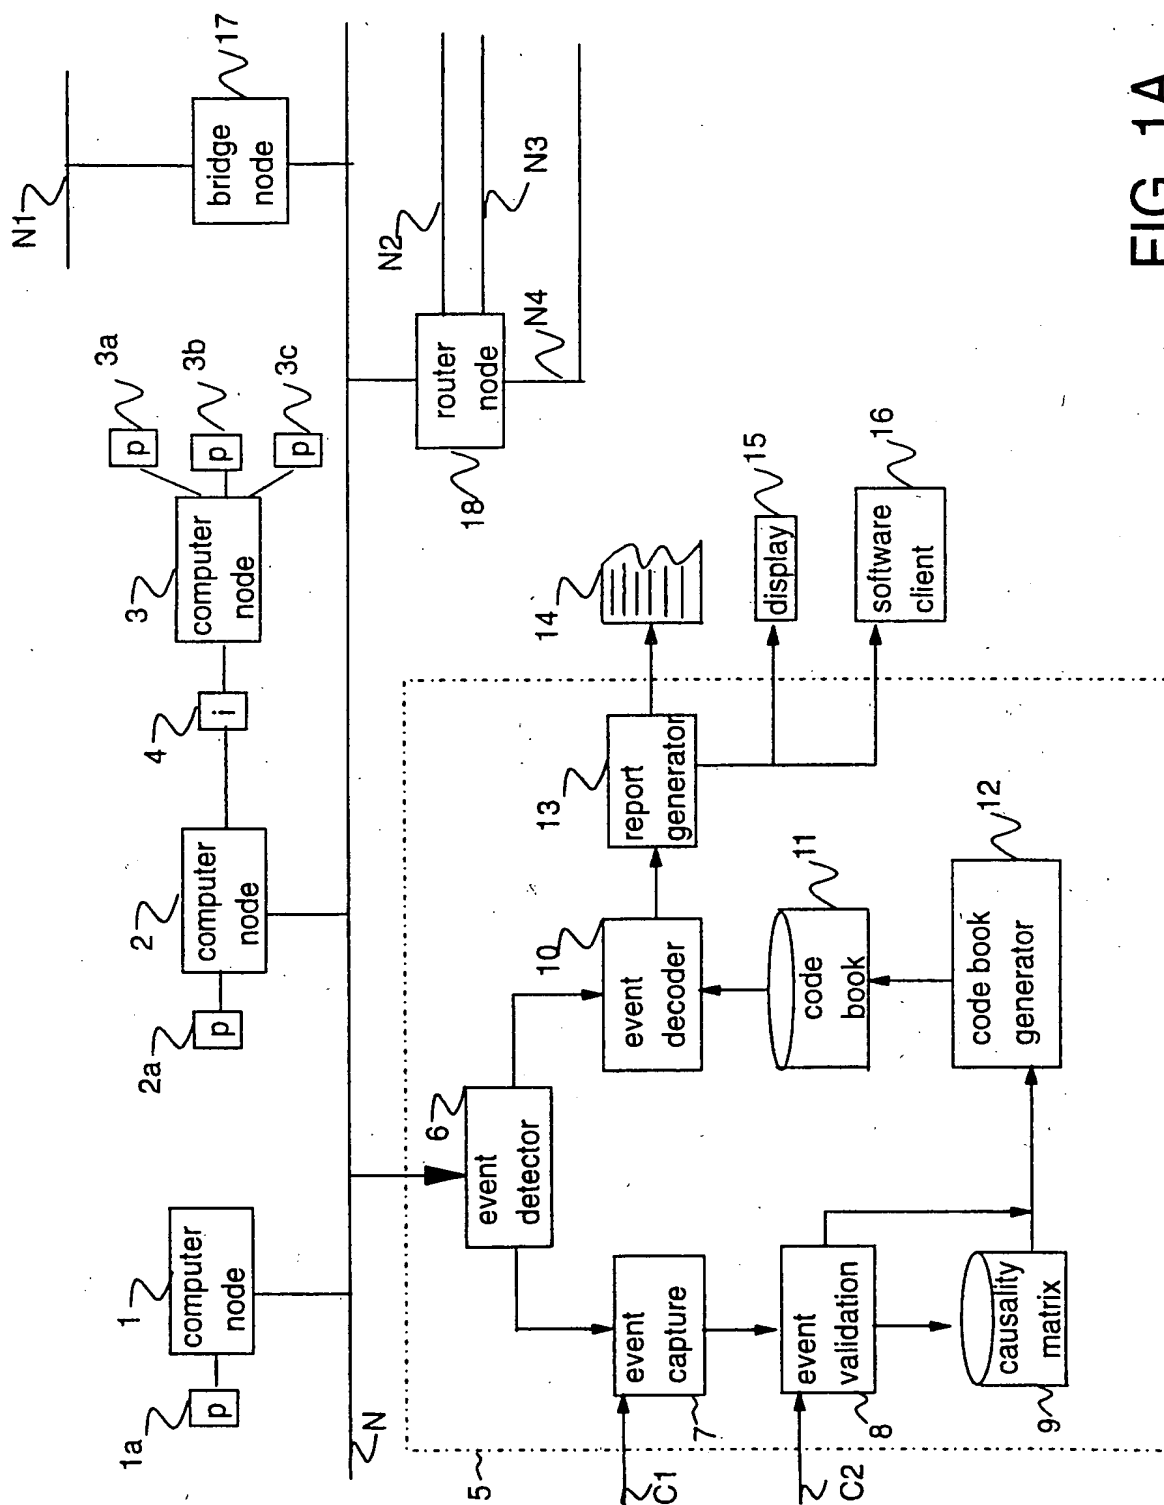 N1
17
bridge
node
3a
3b
3c
p
p
p
3
computer
node
4
i
2
computer
node
2a
p
1
computer
node
1a
p
N
N2
N3
N4
router
node
18
5
6
event
detector
C1
event
capture
7
C2
event
validation
8
causality
matrix
9
10
event
decoder
11
code
book
12
code book
generator
13
report
generator
14
15
display
16
software
client
FIG. 1A